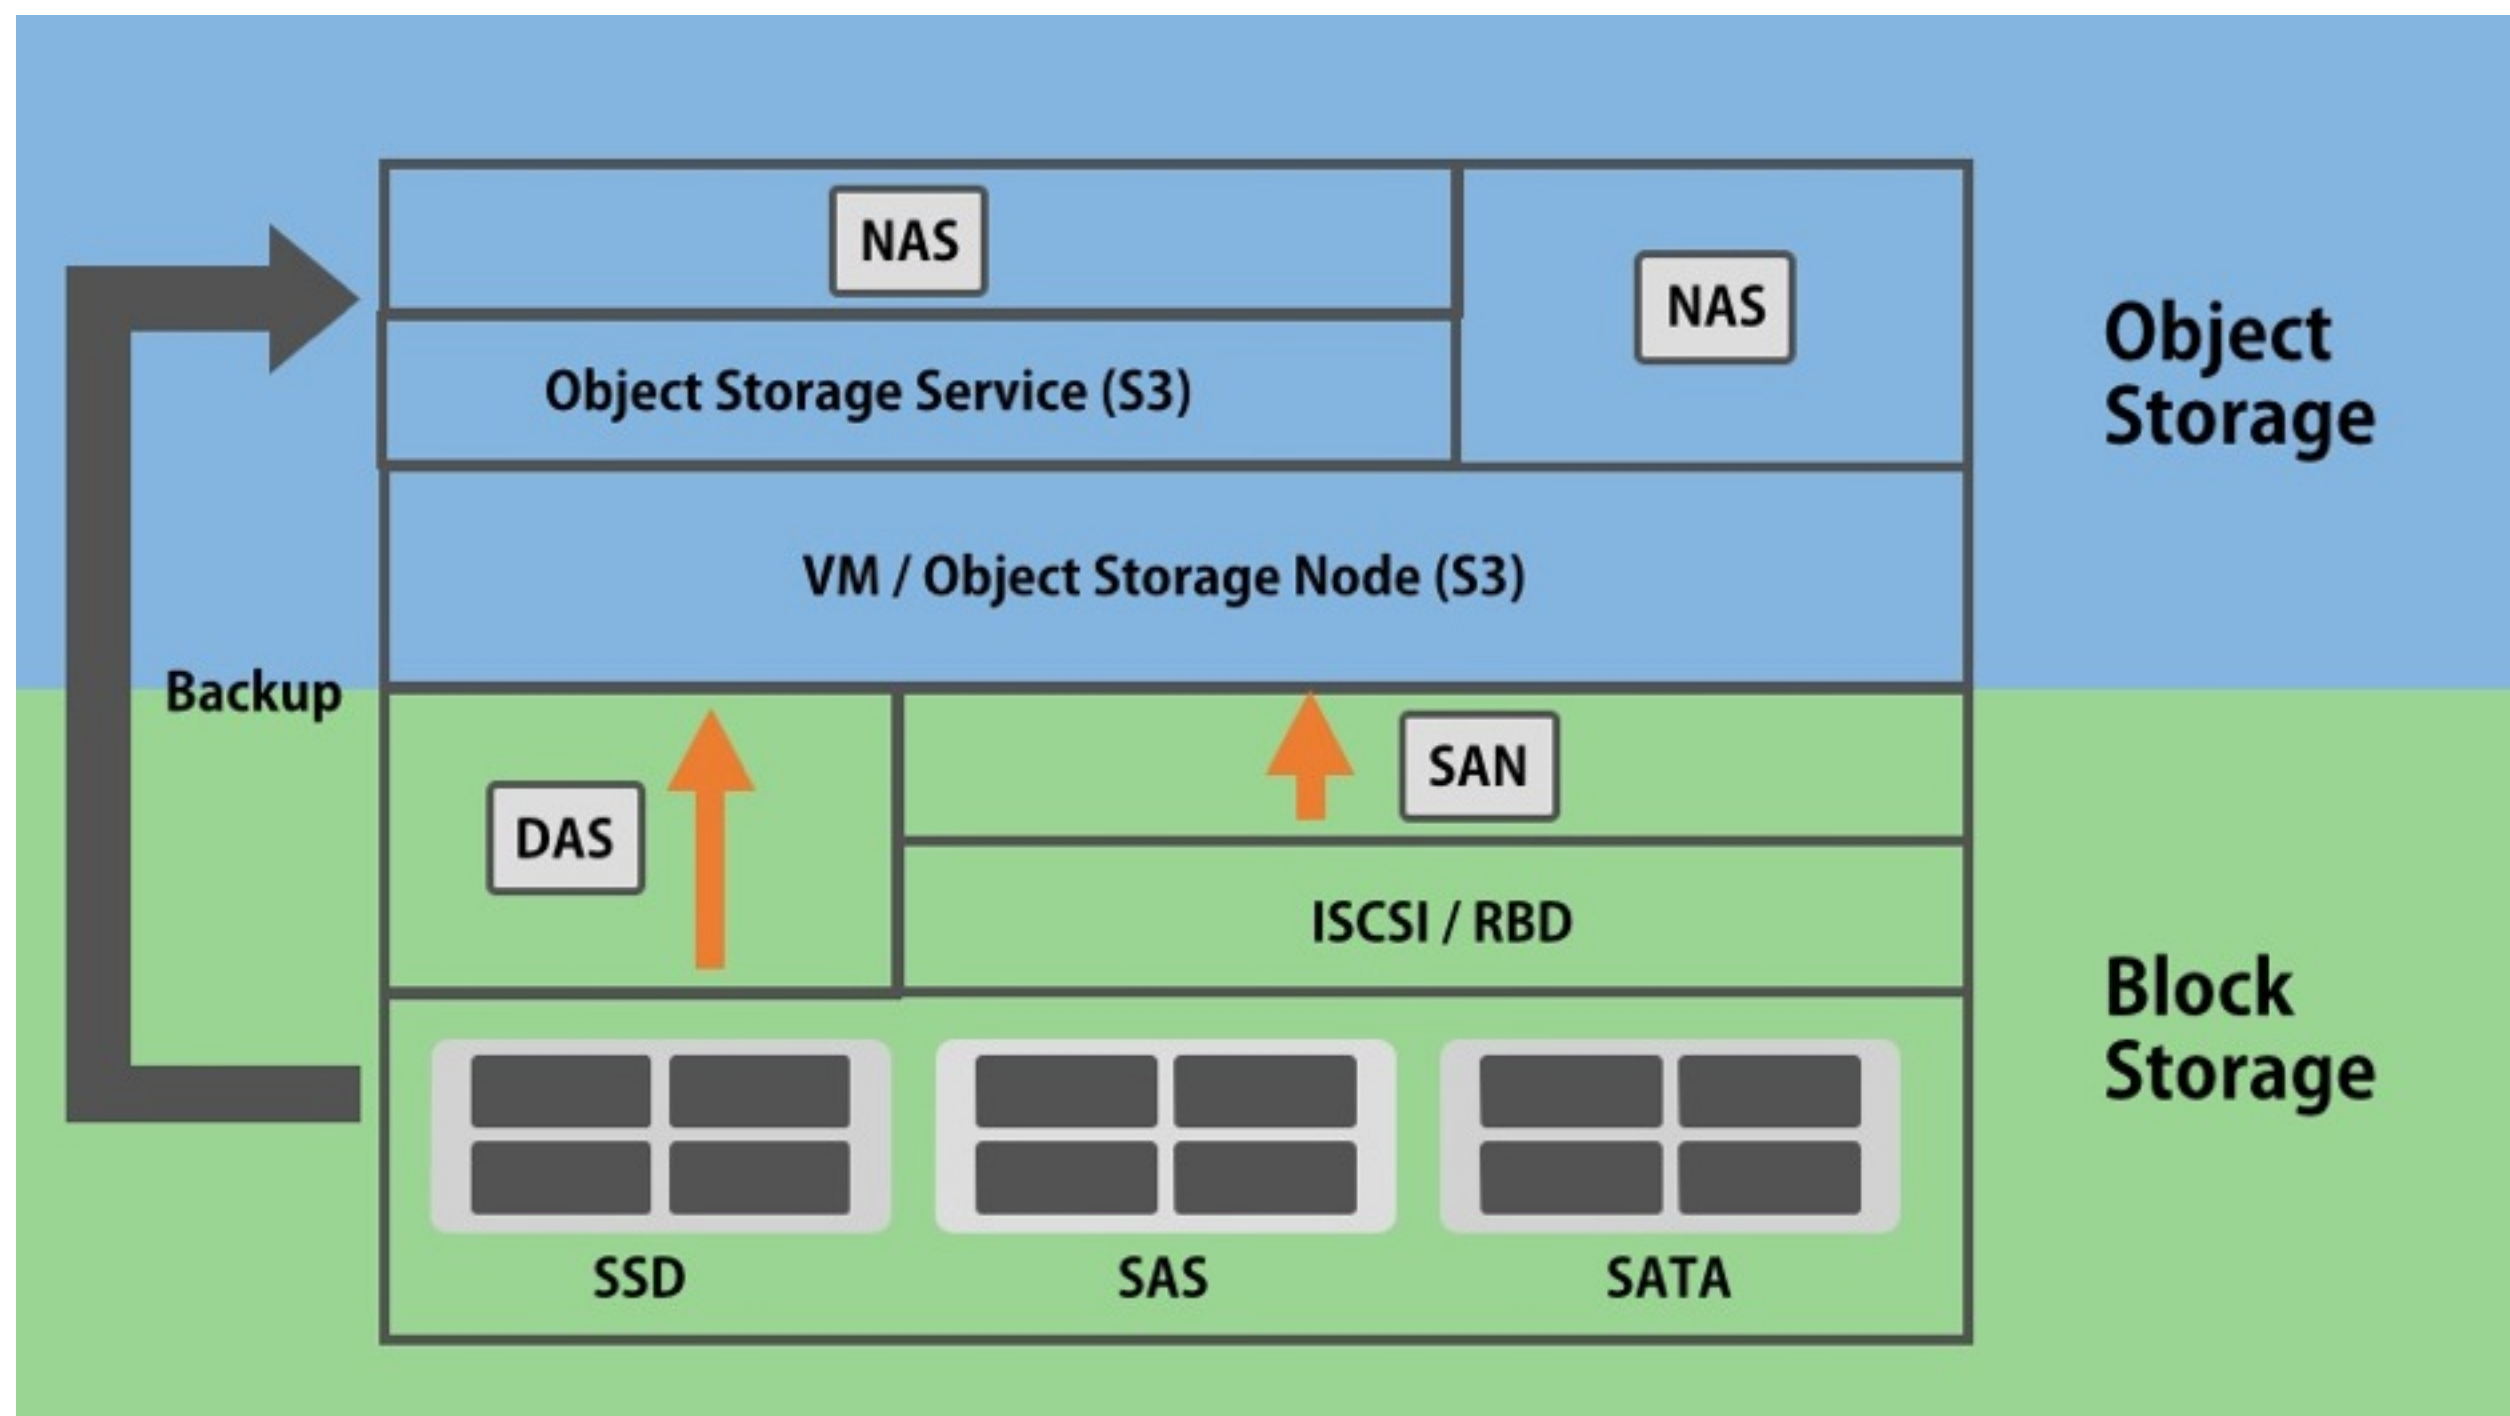 NAS
NAS
Object Storage Service (S3)
Object
Storage
VM / Object Storage Node (S3)
Backup
DAS
SAN
ISCSI / RBD
Block
Storage
SSD
SAS
SATA